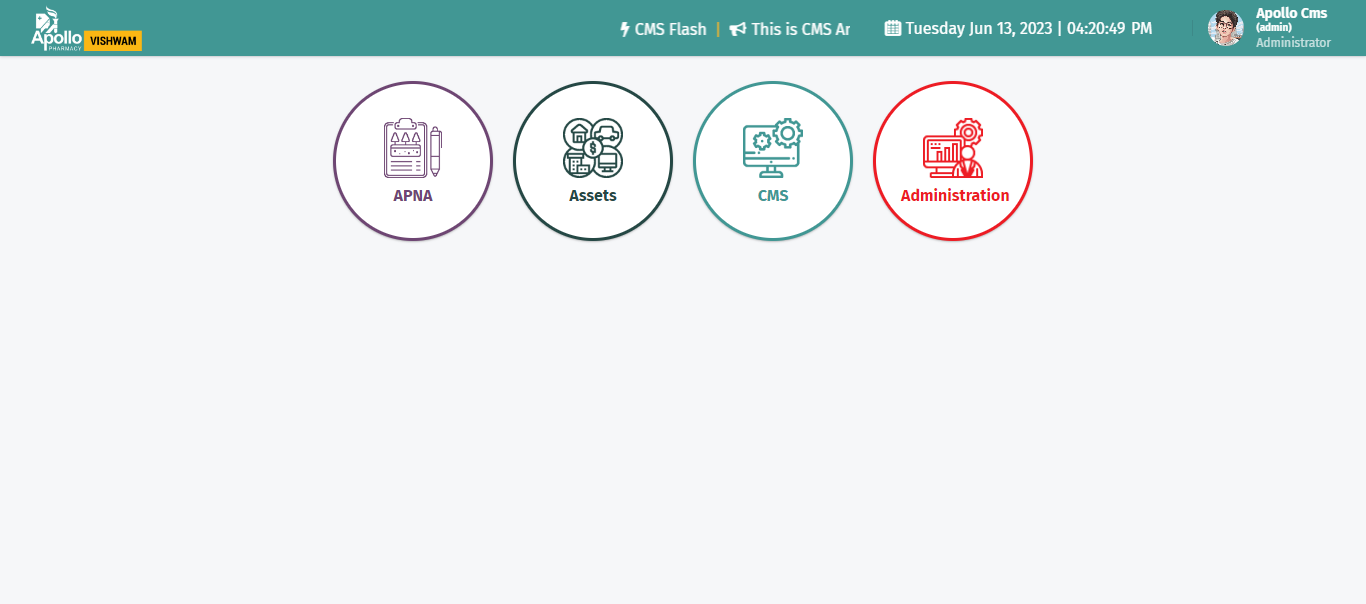 Apollo
PHARMACY
VISHWAM
CMS Flash | This is CMS Ar
Tuesday Jun 13, 2023 | 04:20:49 PM
Apollo Cms
(admin)
Administrator
APNA
Assets
CMS
Administration